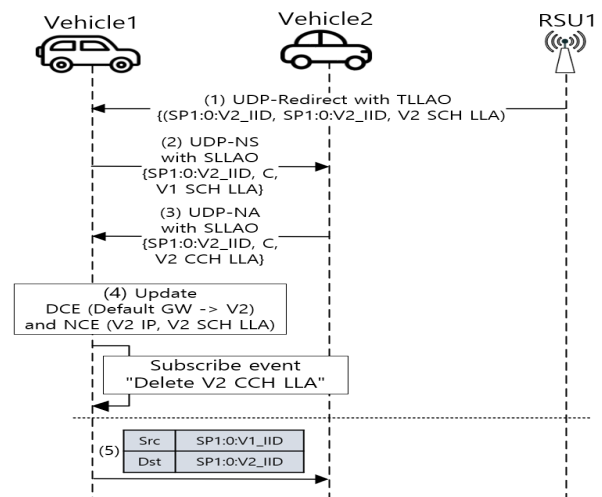 Vehicle1
Vehicle2
RSU1
(1) UDP-Redirect with TLLAO
{(SP1:0:V2_IID, SP1:0:V2_IID, V2 SCH LLA)
(2) UDP-NS
with SLLAO
{SP1:0:V2_IID, C,
V1 SCH LLA}
(3) UDP-NA
with SLLAO
{SP1:0:V2_IID, C,
V2 CCH LLA}
(4) Update
DCE (Default GW -> V2)
and NCE (V2 IP, V2 SCH LLA)
Subscribe event
"Delete V2 CCH LLA"
(5)
Src SP1:0:V1_IID
Dst SP1:0:V2_IID